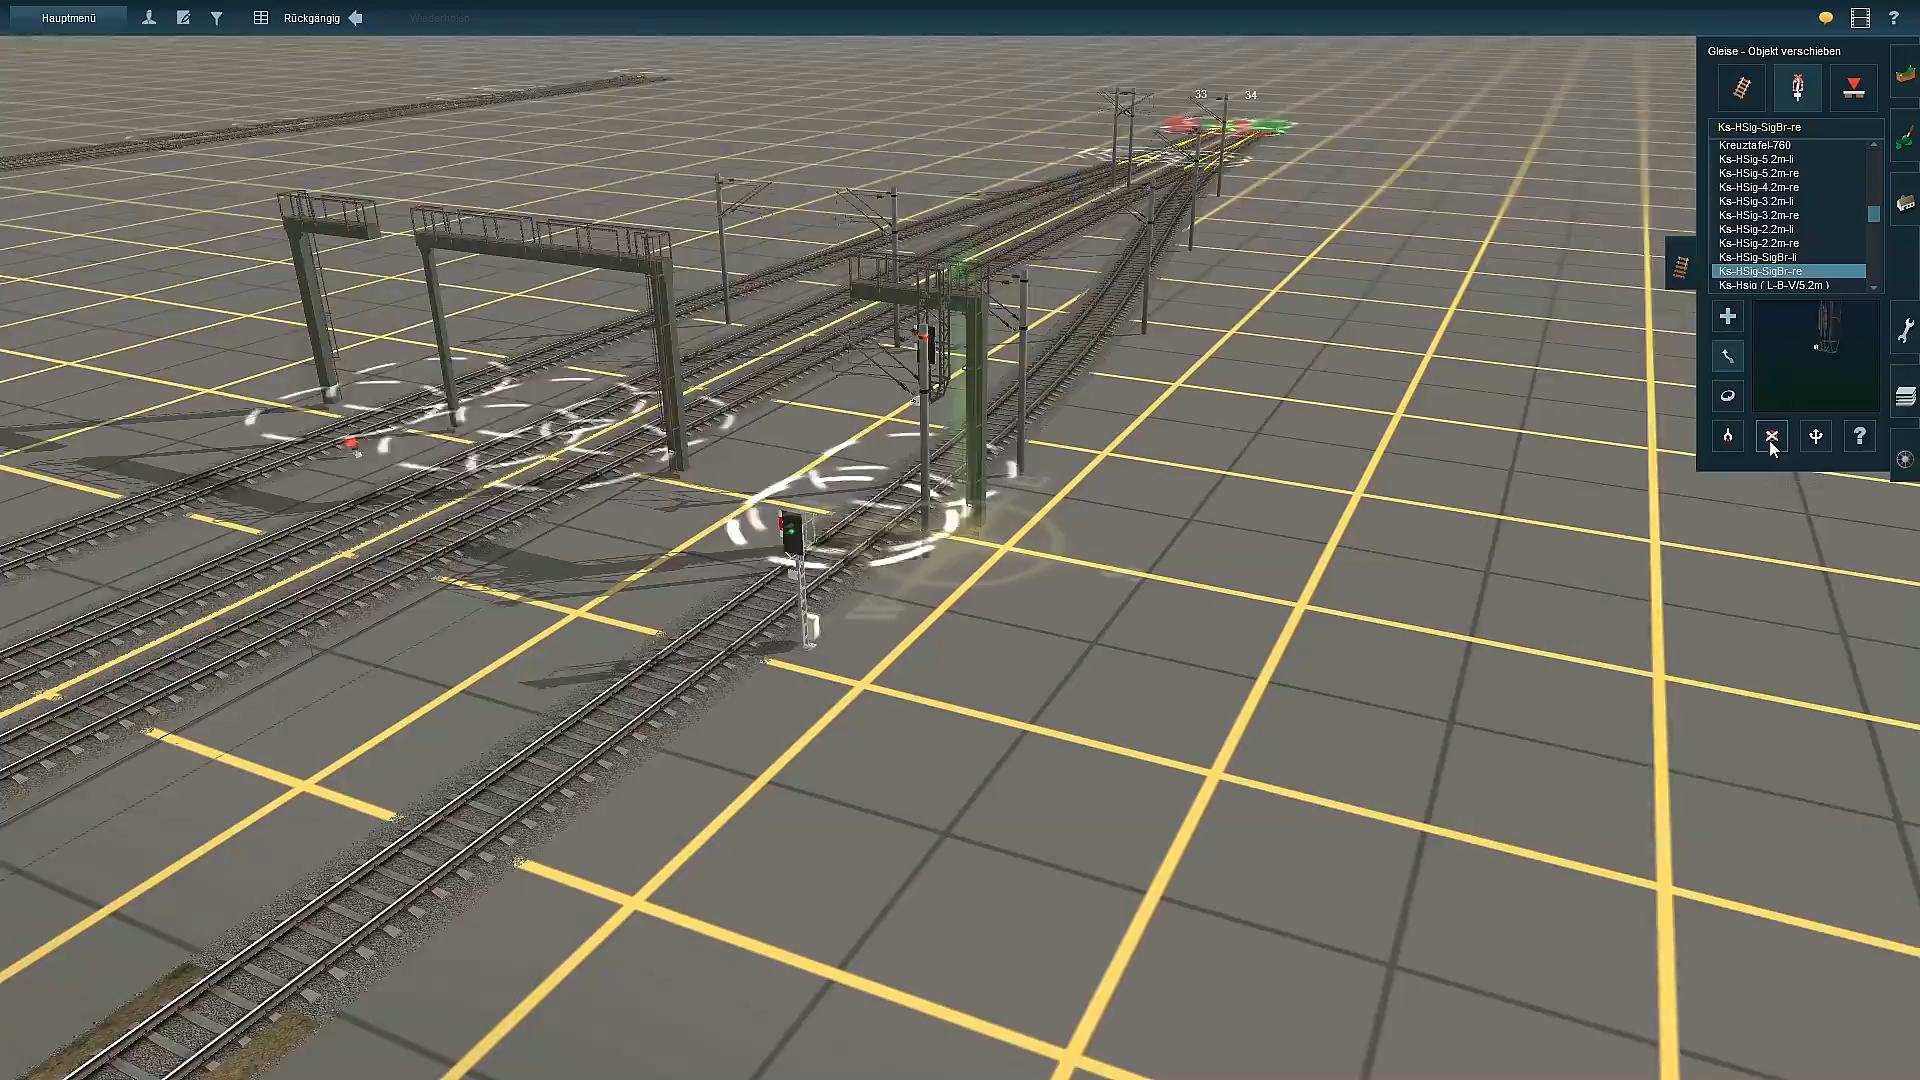 Hauptmenü
Rückgängig
Wiederholen
?
Gleise - Objekt verschieben
Ks-HSig-SigBr-re
Kreuztafel-760
Ks-HSig-5.2m-li
Ks-HSig-5.2m-re
Ks-HSig-4.2m-re
Ks-HSig-3.2m-li
Ks-HSig-3.2m-re
Ks-HSig-2.2m-li
Ks-HSig-2.2m-re
Ks-HSig-SigBr-li
Ks-HSig-SigBr-re
Ks-Hsig ( L-B-V/5.2m )
?
33
34